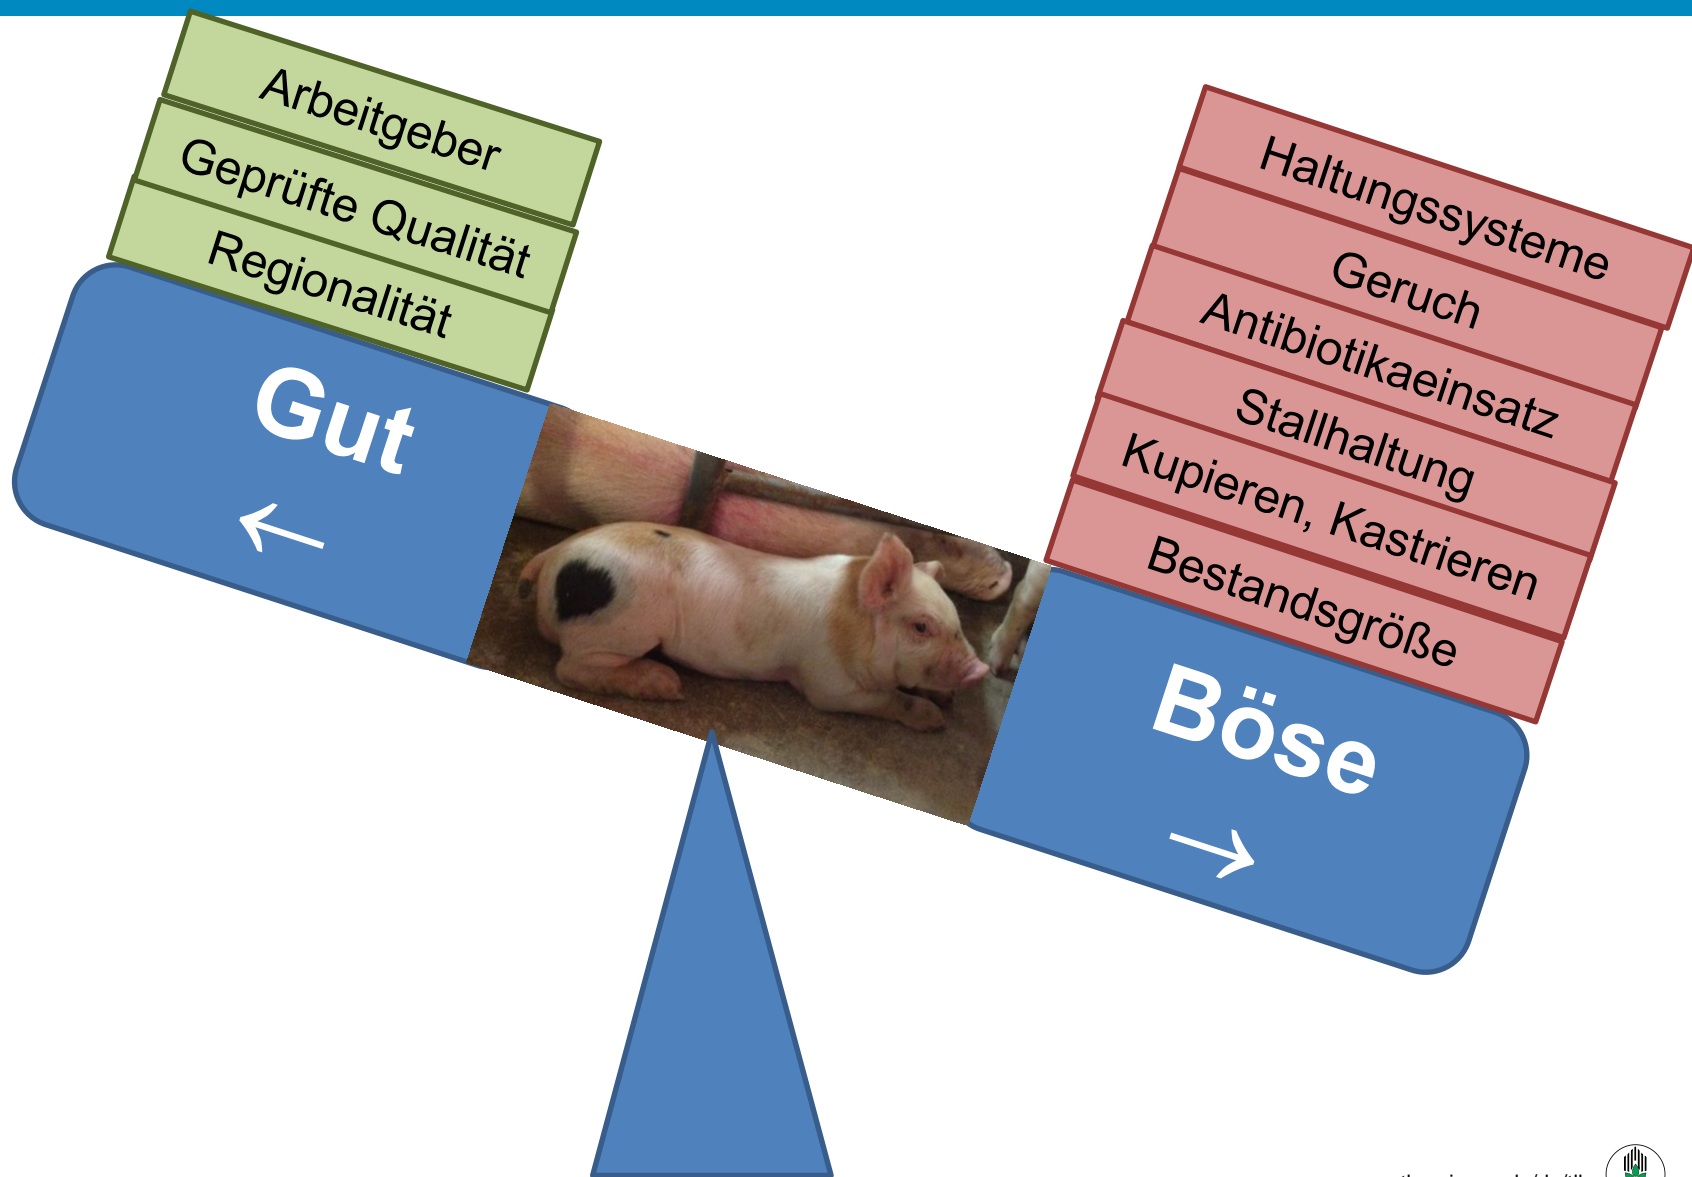 Arbeitgeber
Geprüfte Qualität
Regionalität
Gut
←
Haltungssysteme
Geruch
Antibiotikaeinsatz
Stallhaltung
Kupieren, Kastrieren
Bestandsgröße
Böse
→